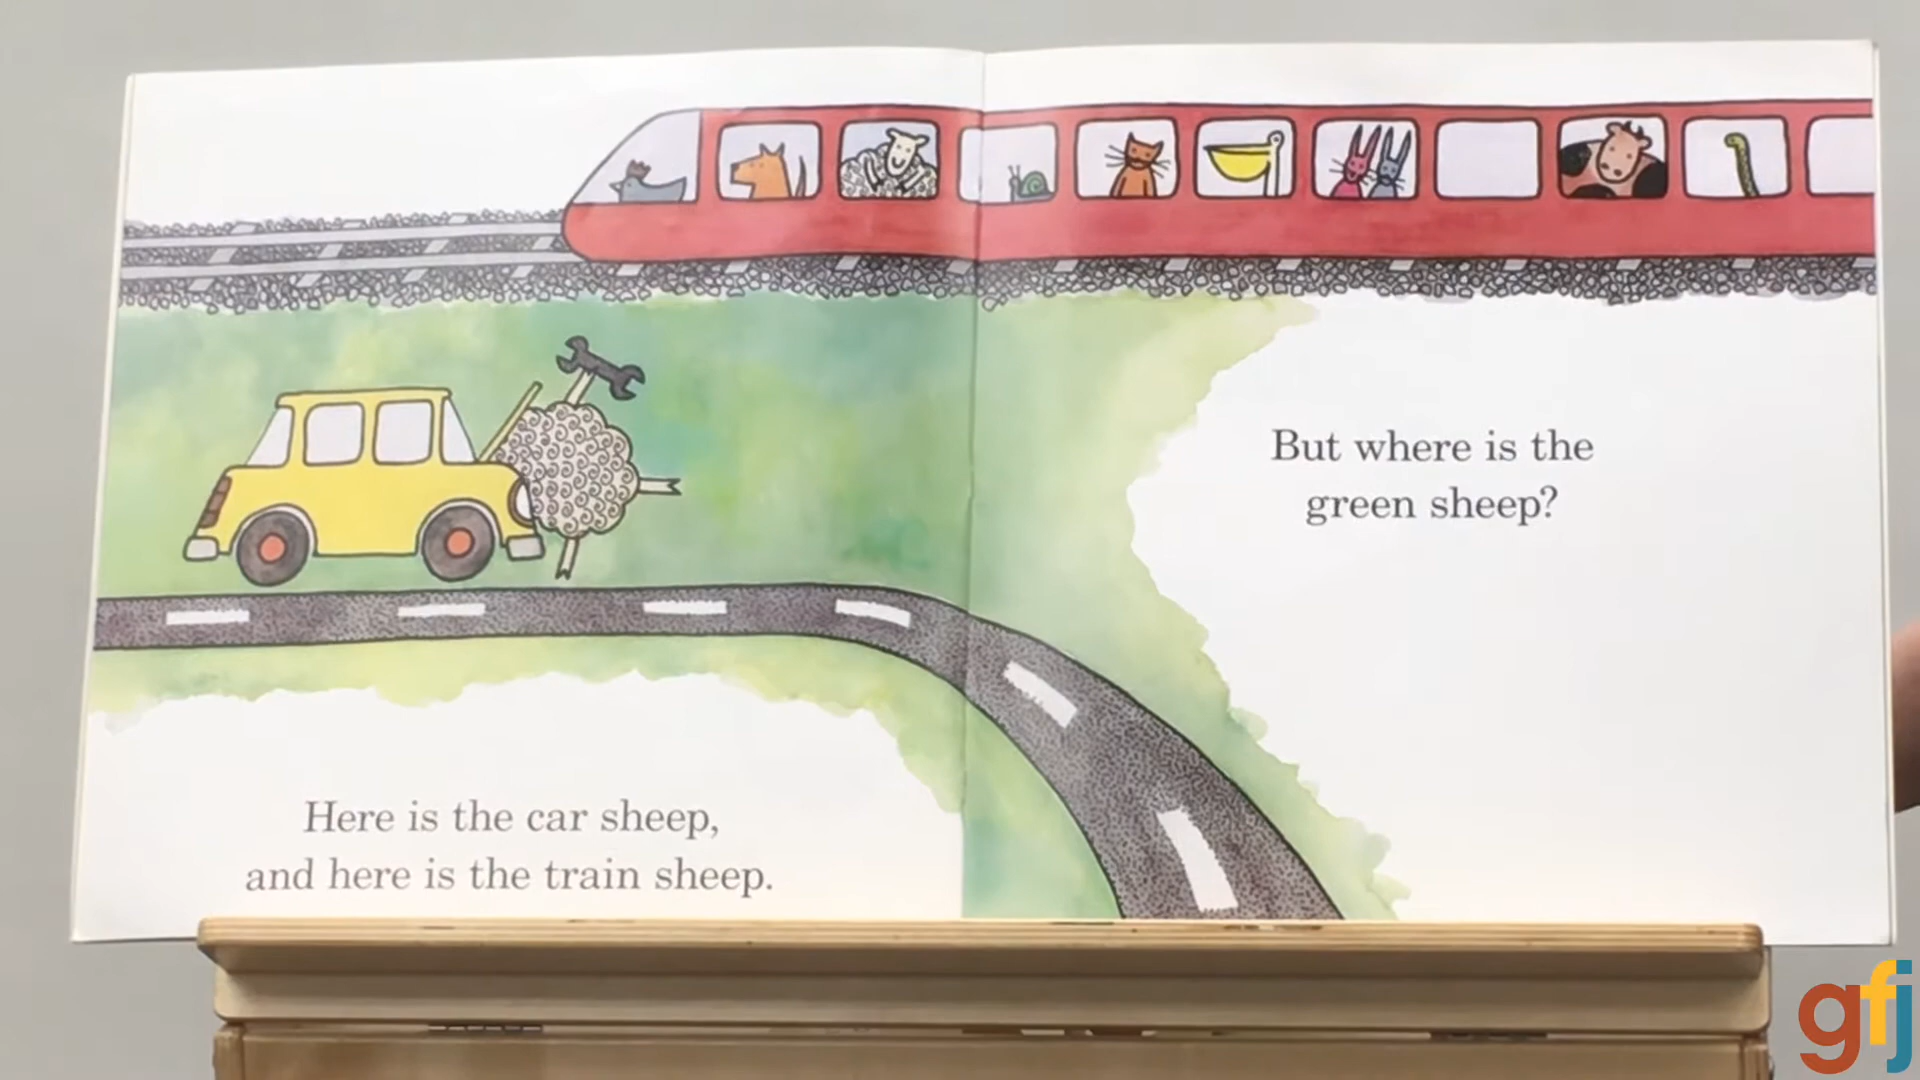 Here is the car sheep,
and here is the train sheep.
But where is the
green sheep?
gfj